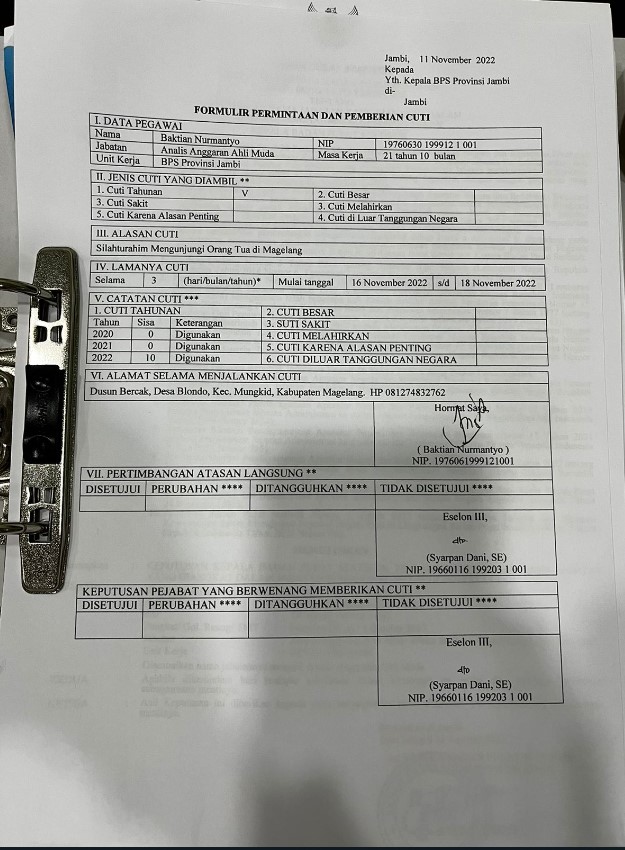 Jambi, 11 November 2022
Kepada
Yth. Kepala BPS Provinsi Jambi
di-
Jambi
FORMULIR PERMINTAAN DAN PEMBERIAN CUTI
I. DATA PEGAWAI
Nama Baktian Nurmantyo NIP 19760630 199912 1 001
Jabatan Analis Anggaran Ahli Muda Masa Kerja 21 tahun 10 bulan
Unit Kerja BPS Provinsi Jambi
II. JENIS CUTI YANG DIAMBIL **
1. Cuti Tahunan V 2. Cuti Besar
3. Cuti Sakit 3. Cuti Melahirkan
5. Cuti Karena Alasan Penting 4. Cuti di Luar Tanggungan Negara
III. ALASAN CUTI
Silahturahim Mengunjungi Orang Tua di Magelang
IV. LAMANYA CUTI
Selama 3 (hari/bulan/tahun)* Mulai tanggal 16 November 2022 s/d 18 November 2022
V. CATATAN CUTI ***
1. CUTI TAHUNAN 2. CUTI BESAR
Tahun Sisa Keterangan 3. SUTI SAKIT
2020 0 Digunakan 4. CUTI MELAHIRKAN
2021 0 Digunakan 5. CUTI KARENA ALASAN PENTING
2022 10 Digunakan 6. CUTI DILUAR TANGGUNGAN NEGARA
VI. ALAMAT SELAMA MENJALANKAN CUTI
Dusun Bercak, Desa Blondo, Kec. Mungkid, Kabupaten Magelang. HP 081274832762
Hormat Saya,
( Baktian Nurmantyo )
NIP. 1976061999121001
VII. PERTIMBANGAN ATASAN LANGSUNG **
DISETUJUI PERUBAHAN **** DITANGGUHKAN **** TIDAK DISETUJUI ****
Eselon III,
dto
(Syarpan Dani, SE)
NIP. 19660116 199203 1 001
KEPUTUSAN PEJABAT YANG BERWENANG MEMBERIKAN CUTI **
DISETUJUI PERUBAHAN **** DITANGGUHKAN **** TIDAK DISETUJUI ****
Eselon III,
dto
(Syarpan Dani, SE)
NIP. 19660116 199203 1 001